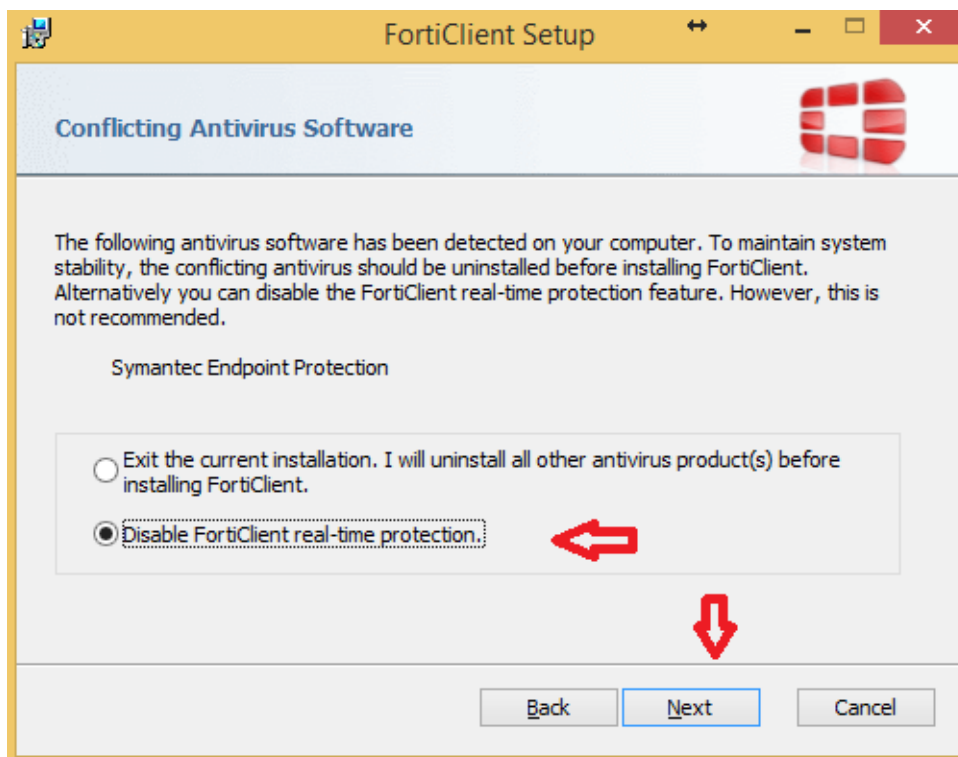 FortiClient Setup
Conflicting Antivirus Software
The following antivirus software has been detected on your computer. To maintain system
stability, the conflicting antivirus should be uninstalled before installing FortiClient.
Alternatively you can disable the FortiClient real-time protection feature. However, this is
not recommended.
Symantec Endpoint Protection
Exit the current installation. I will uninstall all other antivirus product(s) before
installing FortiClient.
Disable FortiClient real-time protection.
Back Next Cancel